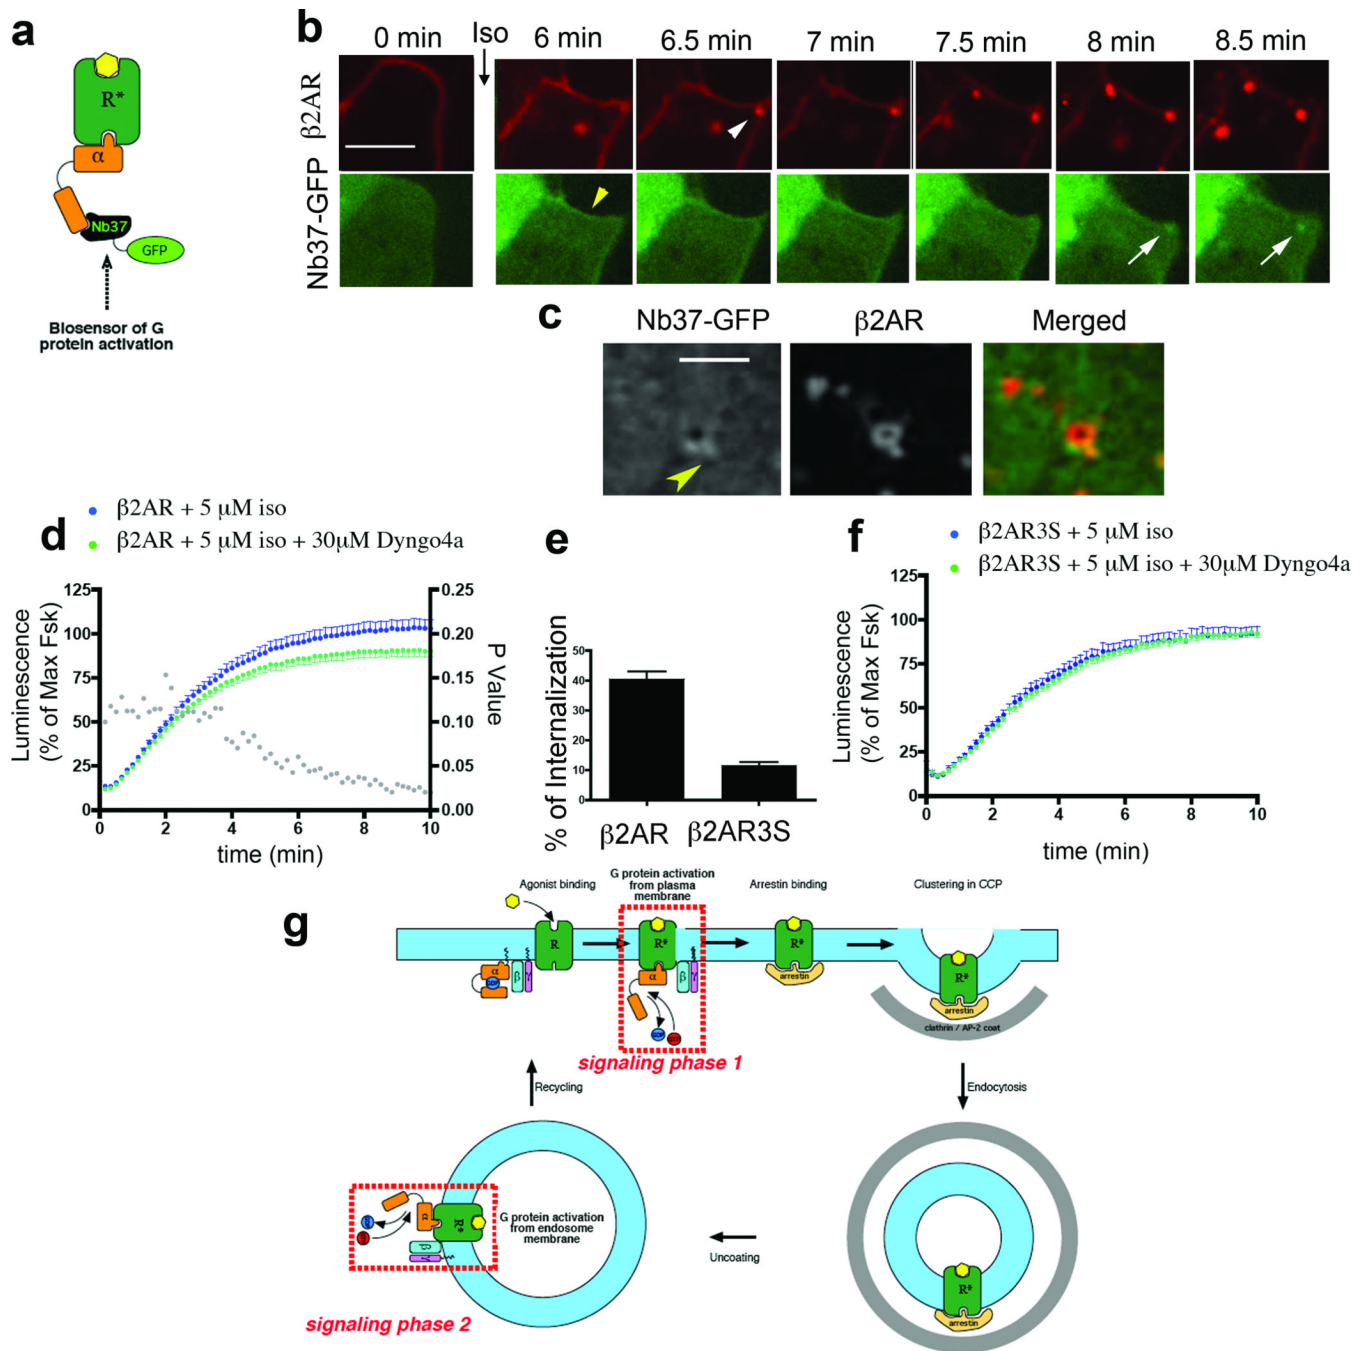 a
R*
α
Nb37
GFP
Biosensor of G
protein activation
b
0 min
Iso
6 min
6.5 min
7 min
7.5 min
8 min
8.5 min
β2AR
Nb37-GFP
c
Nb37-GFP
β2AR
Merged
d
β2AR + 5 μM iso
β2AR + 5 μM iso + 30μM Dyngo4a
Luminescence
(% of Max Fsk)
125
100
75
50
25
0
0.25
0.20
0.15
0.10
0.05
0.00
P Value
0
2
4
6
8
10
time (min)
e
% of Internalization
50
40
30
20
10
0
β2AR
β2AR3S
f
β2AR3S + 5 μM iso
β2AR3S + 5 μM iso + 30μM Dyngo4a
Luminescence
(% of Max Fsk)
125
100
75
50
25
0
0
2
4
6
8
10
time (min)
g
Agonist binding
G protein activation
from plasma
membrane
Arrestin binding
Clustering in CCP
R
α
GDP
β
γ
R*
α
β
γ
signaling phase 1
R*
arrestin
R*
arrestin
clathrin / AP-2 coat
Endocytosis
R*
arrestin
Uncoating
G protein activation
from endosome
membrane
R*
α
β
γ
signaling phase 2
Recycling